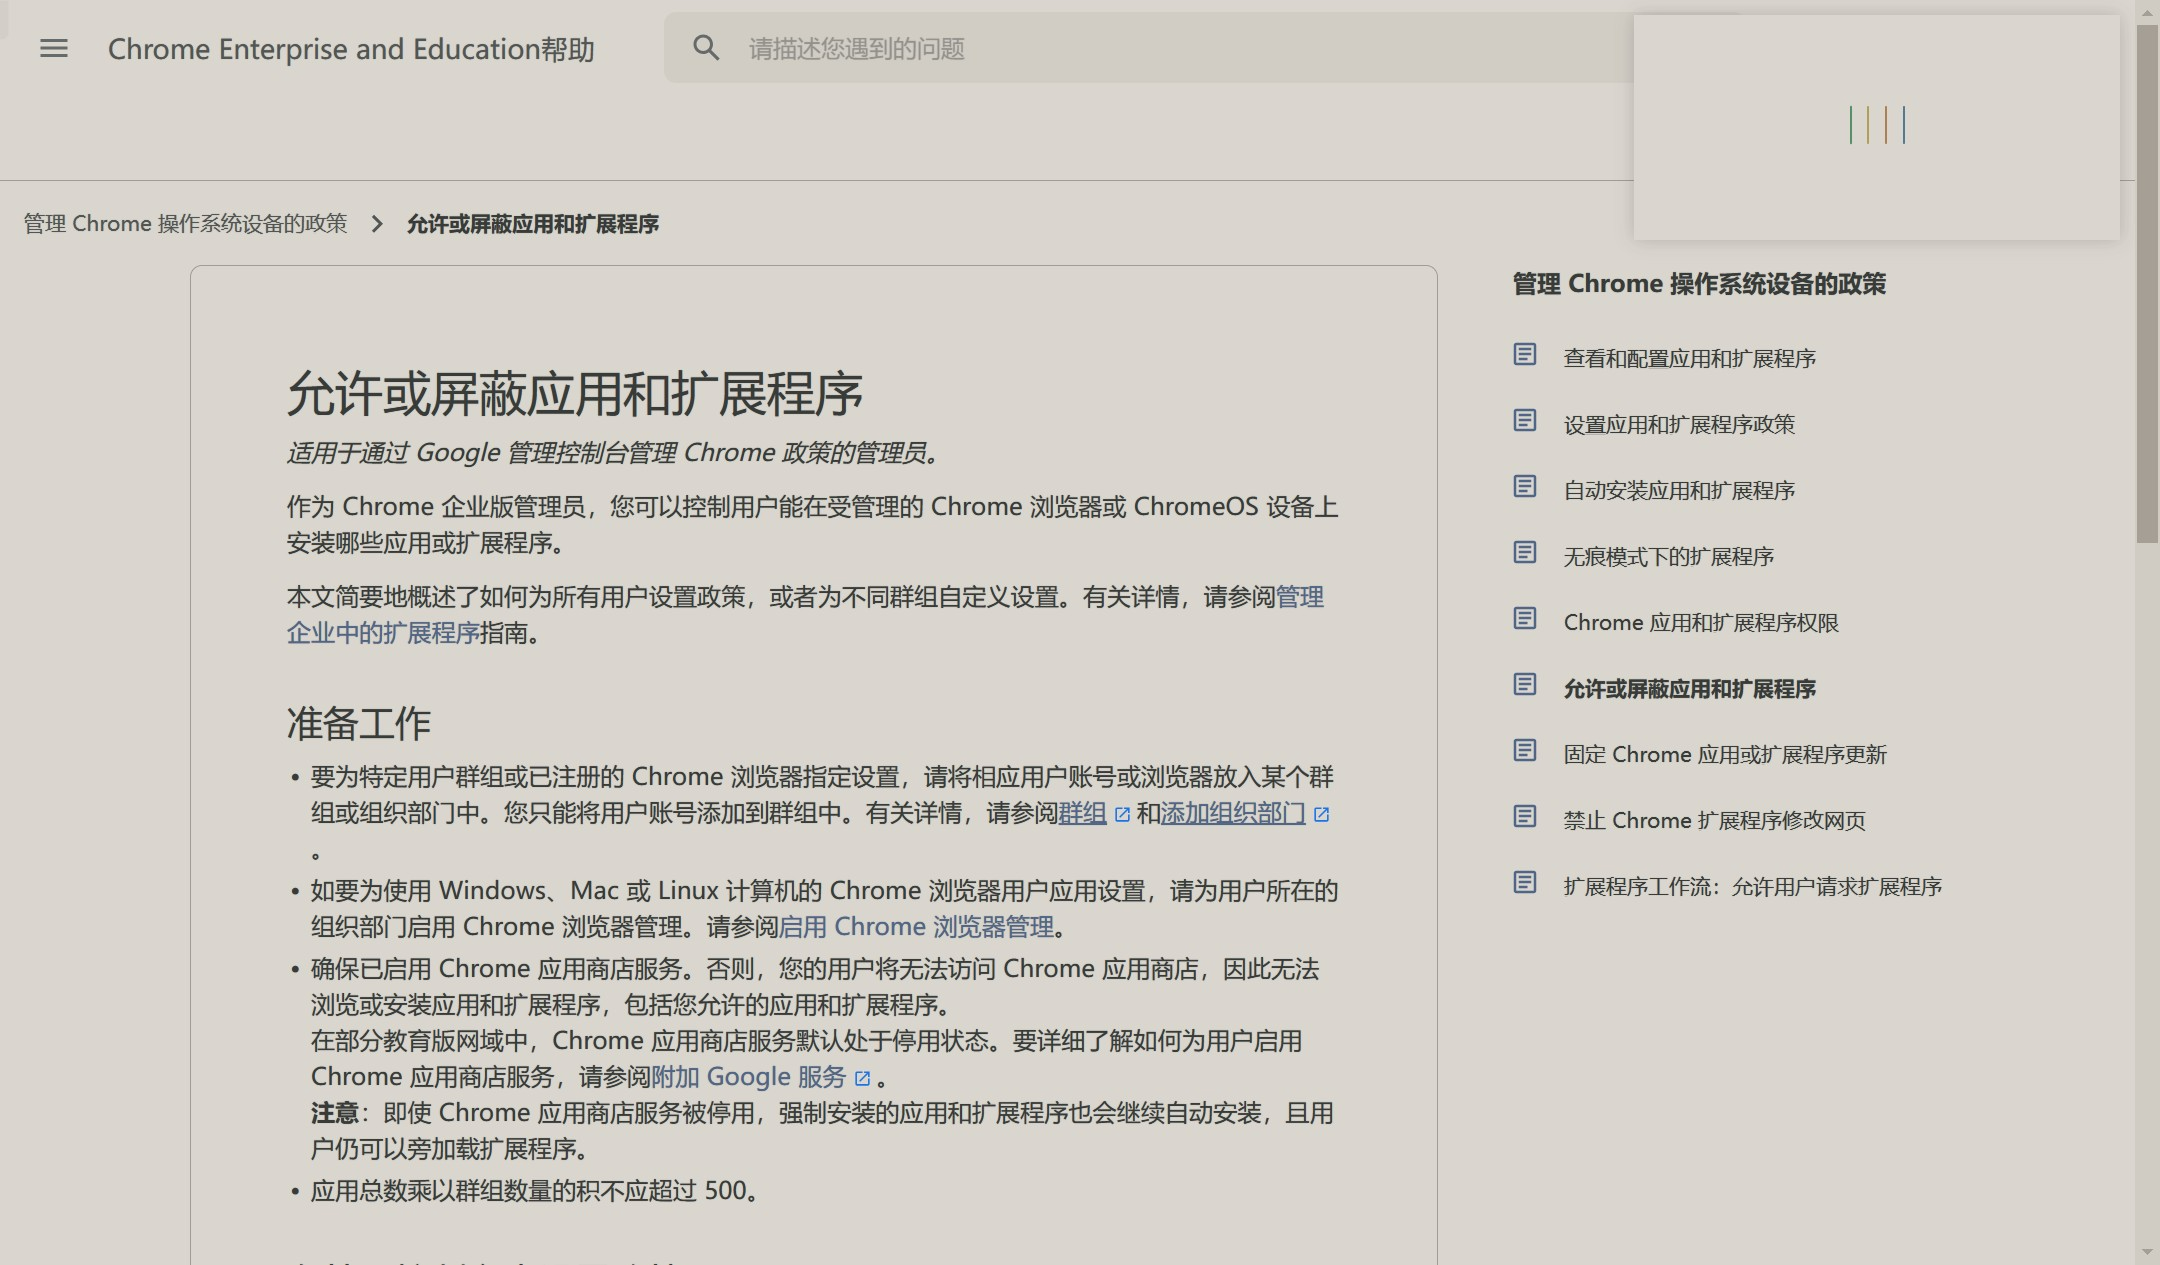 Chrome Enterprise and Education帮助
请描述您遇到的问题
管理 Chrome 操作系统设备的政策
允许或屏蔽应用和扩展程序
允许或屏蔽应用和扩展程序
适用于通过 Google 管理控制台管理 Chrome 政策的管理员。
作为 Chrome 企业版管理员，您可以控制用户能在受管理的 Chrome 浏览器或 ChromeOS 设备上
安装哪些应用或扩展程序。
本文简要地概述了如何为所有用户设置政策，或者为不同群组自定义设置。有关详情，请参阅管理
企业中的扩展程序指南。
准备工作
• 要为特定用户群组或已注册的 Chrome 浏览器指定设置，请将相应用户账号或浏览器放入某个群
组或组织部门中。您只能将用户账号添加到群组中。有关详情，请参阅群组 和添加组织部门
。
• 如要为使用 Windows、Mac 或 Linux 计算机的 Chrome 浏览器用户应用设置，请为用户所在的
组织部门启用 Chrome 浏览器管理。请参阅启用 Chrome 浏览器管理。
• 确保已启用 Chrome 应用商店服务。否则，您的用户将无法访问 Chrome 应用商店，因此无法
浏览或安装应用和扩展程序，包括您允许的应用和扩展程序。
在部分教育版网域中，Chrome 应用商店服务默认处于停用状态。要详细了解如何为用户启用
Chrome 应用商店服务，请参阅附加 Google 服务 。
注意：即使 Chrome 应用商店服务被停用，强制安装的应用和扩展程序也会继续自动安装，且用
户仍可以旁加载扩展程序。
• 应用总数乘以群组数量的积不应超过 500。
管理 Chrome 操作系统设备的政策
查看和配置应用和扩展程序
设置应用和扩展程序政策
自动安装应用和扩展程序
无痕模式下的扩展程序
Chrome 应用和扩展程序权限
允许或屏蔽应用和扩展程序
固定 Chrome 应用或扩展程序更新
禁止 Chrome 扩展程序修改网页
扩展程序工作流：允许用户请求扩展程序